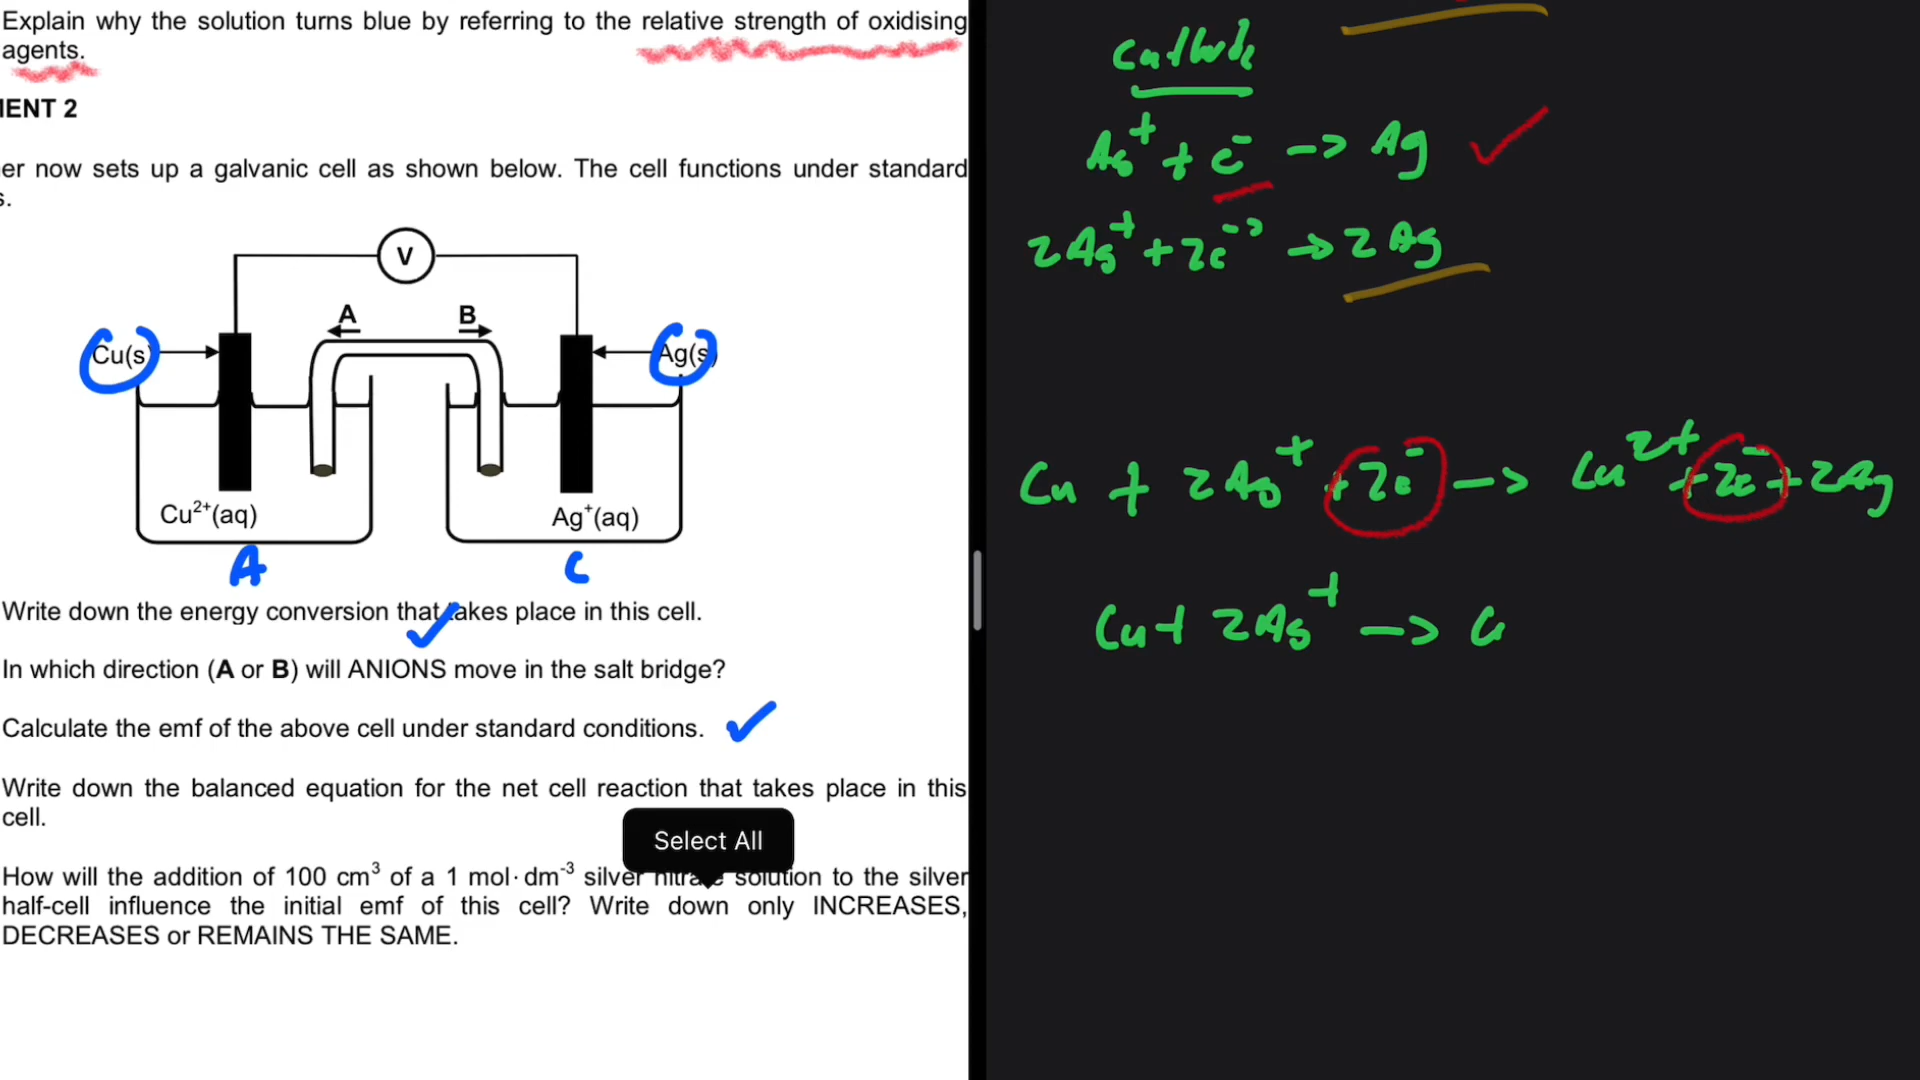 Explain why the solution turns blue by referring to the relative strength of oxidising
agents.
MENT 2
er now sets up a galvanic cell as shown below. The cell functions under standard
s.
V
A B
Cu(s) Ag(s)
Cu²⁺(aq) Ag⁺(aq)
A C
Write down the energy conversion that takes place in this cell.
In which direction (A or B) will ANIONS move in the salt bridge?
Calculate the emf of the above cell under standard conditions.
Write down the balanced equation for the net cell reaction that takes place in this
cell.
Select All
How will the addition of 100 cm³ of a 1 mol·dm⁻³ silver nitrate solution to the silver
half-cell influence the initial emf of this cell? Write down only INCREASES,
DECREASES or REMAINS THE SAME.
Cathode
Ag⁺ + e⁻ -> Ag
2Ag⁺ + 2e⁻ -> 2Ag
Cu + 2Ag⁺ + 2e⁻ -> Cu²⁺ + 2e⁻ + 2Ag
Cu + 2Ag⁺ -> C